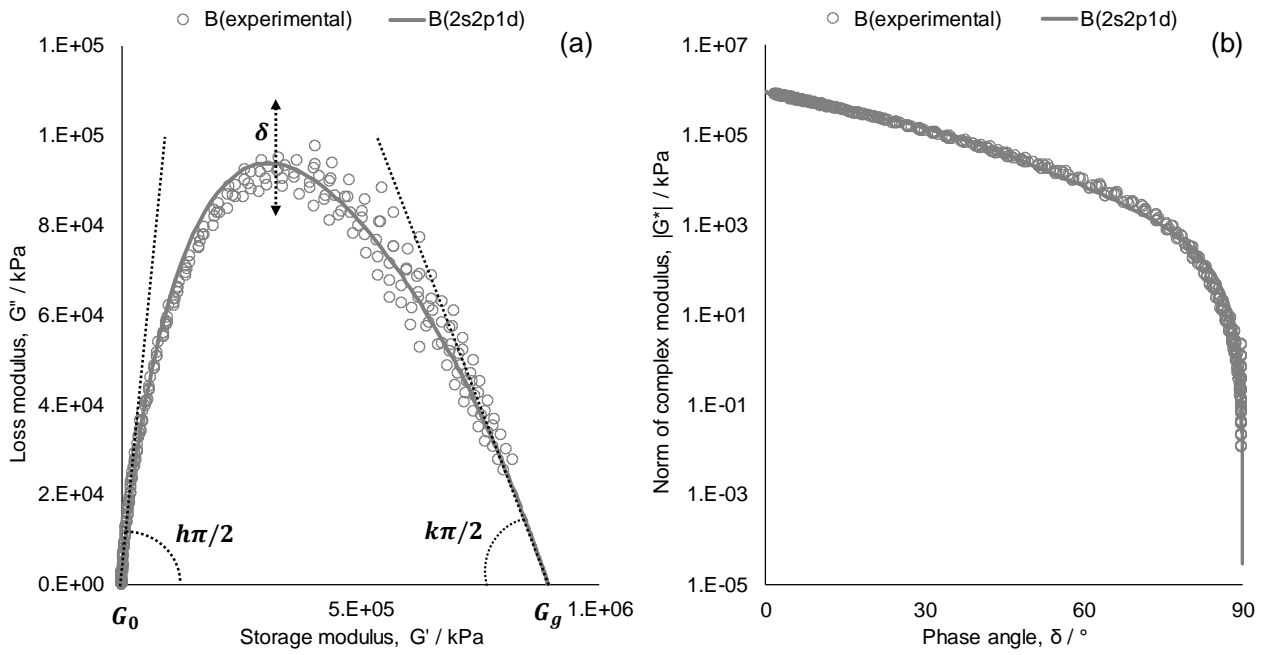 B(experimental) B(2s2p1d)
(a)
1.E+05
1.E+05
8.E+04
6.E+04
4.E+04
2.E+04
0.E+00
Loss modulus, G" / kPa
δ
hπ/2
kπ/2
G0
5.E+05
Gg
1.E+06
Storage modulus, G' / kPa
B(experimental) B(2s2p1d)
(b)
1.E+07
1.E+05
1.E+03
1.E+01
1.E-01
1.E-03
1.E-05
Norm of complex modulus, |G*| / kPa
0 30 60 90
Phase angle, δ / °